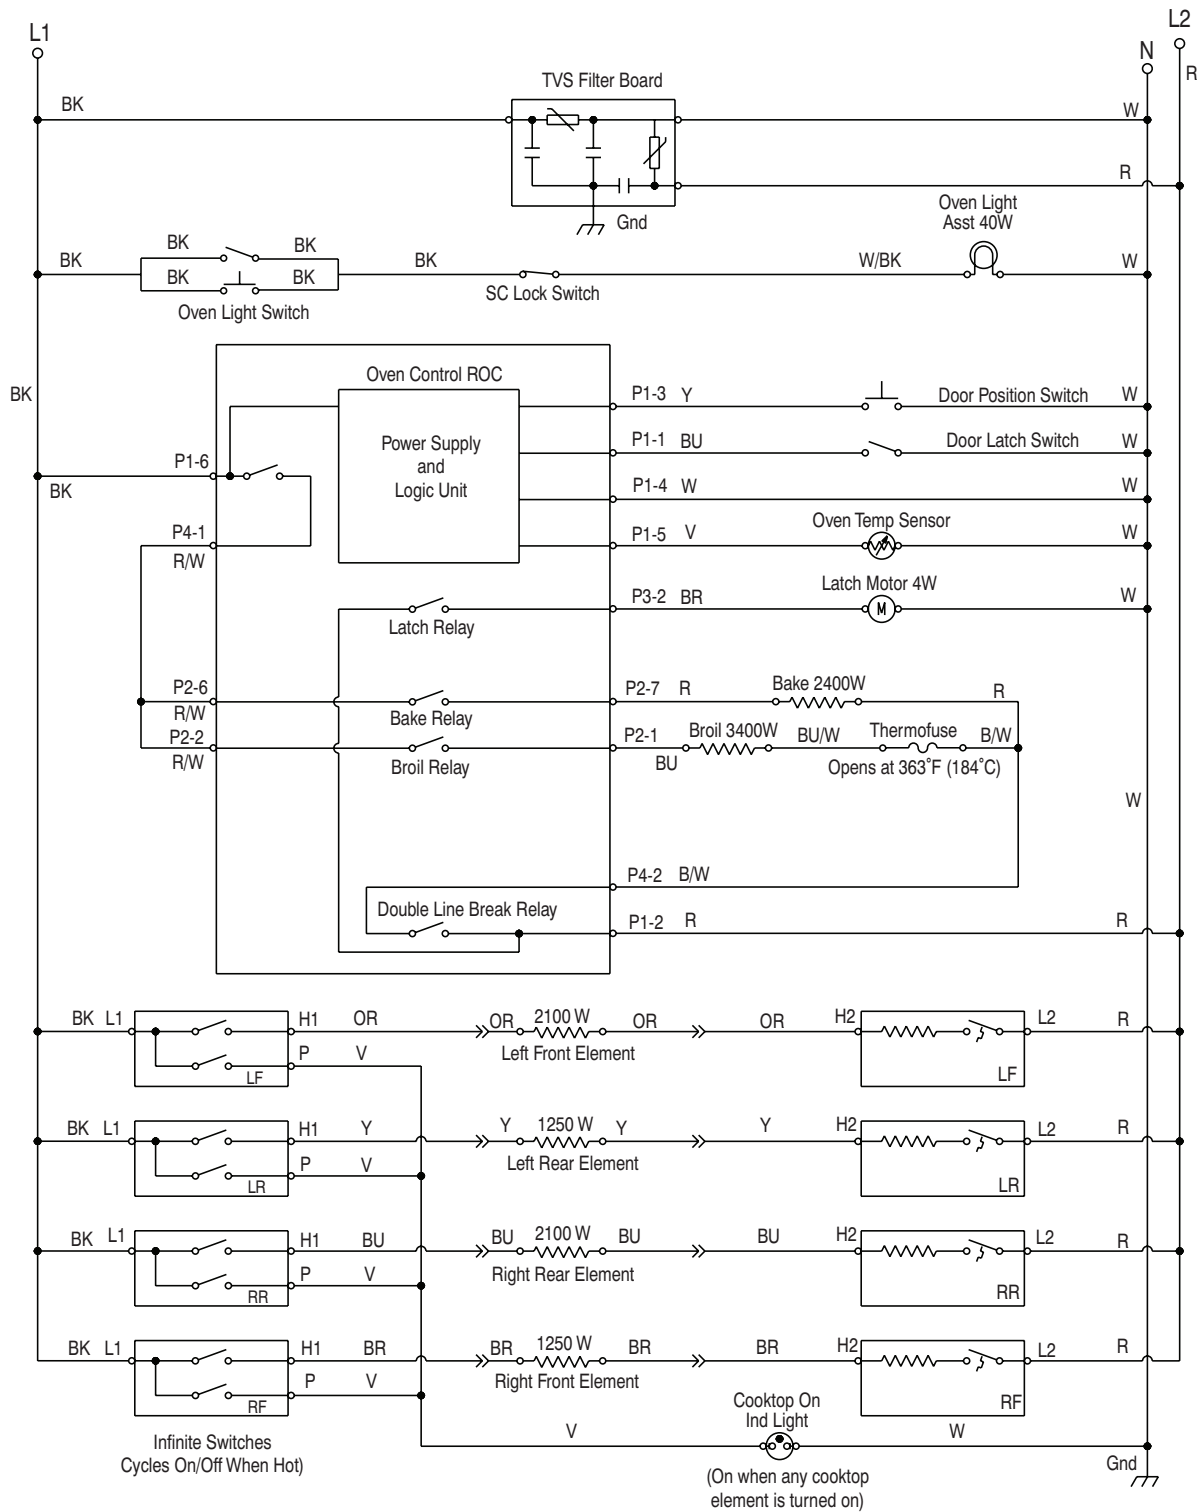 L1
L2
N
R
TVS Filter Board
BK
W
R
Gnd
Oven Light
Asst 40W
BK
BK
BK
BK
BK
BK
W/BK
W
SC Lock Switch
Oven Light Switch
BK
Oven Control ROC
Power Supply
and
Logic Unit
P1-3 Y
Door Position Switch
W
P1-1 BU
Door Latch Switch
W
P1-6
BK
P1-4 W
W
P4-1
R/W
P1-5 V
Oven Temp Sensor
W
Latch Motor 4W
P3-2 BR
M
W
Latch Relay
P2-6
R/W
Bake Relay
P2-7 R
Bake 2400W
R
P2-2
R/W
Broil Relay
P2-1
BU
Broil 3400W
BU/W
Thermofuse
B/W
Opens at 363˚F (184˚C)
W
P4-2 B/W
Double Line Break Relay
P1-2 R
R
BK L1
H1 OR
OR
2100 W
OR
OR
H2
L2
R
P V
LF
Left Front Element
LF
BK L1
H1 Y
Y
1250 W
Y
Y
H2
L2
R
P V
LR
Left Rear Element
LR
BK L1
H1 BU
BU
2100 W
BU
BU
H2
L2
R
P V
RR
Right Rear Element
RR
BK L1
H1 BR
BR
1250 W
BR
BR
H2
L2
R
P V
RF
Right Front Element
RF
Infinite Switches
Cycles On/Off When Hot)
V
Cooktop On
Ind Light
W
(On when any cooktop
element is turned on)
Gnd